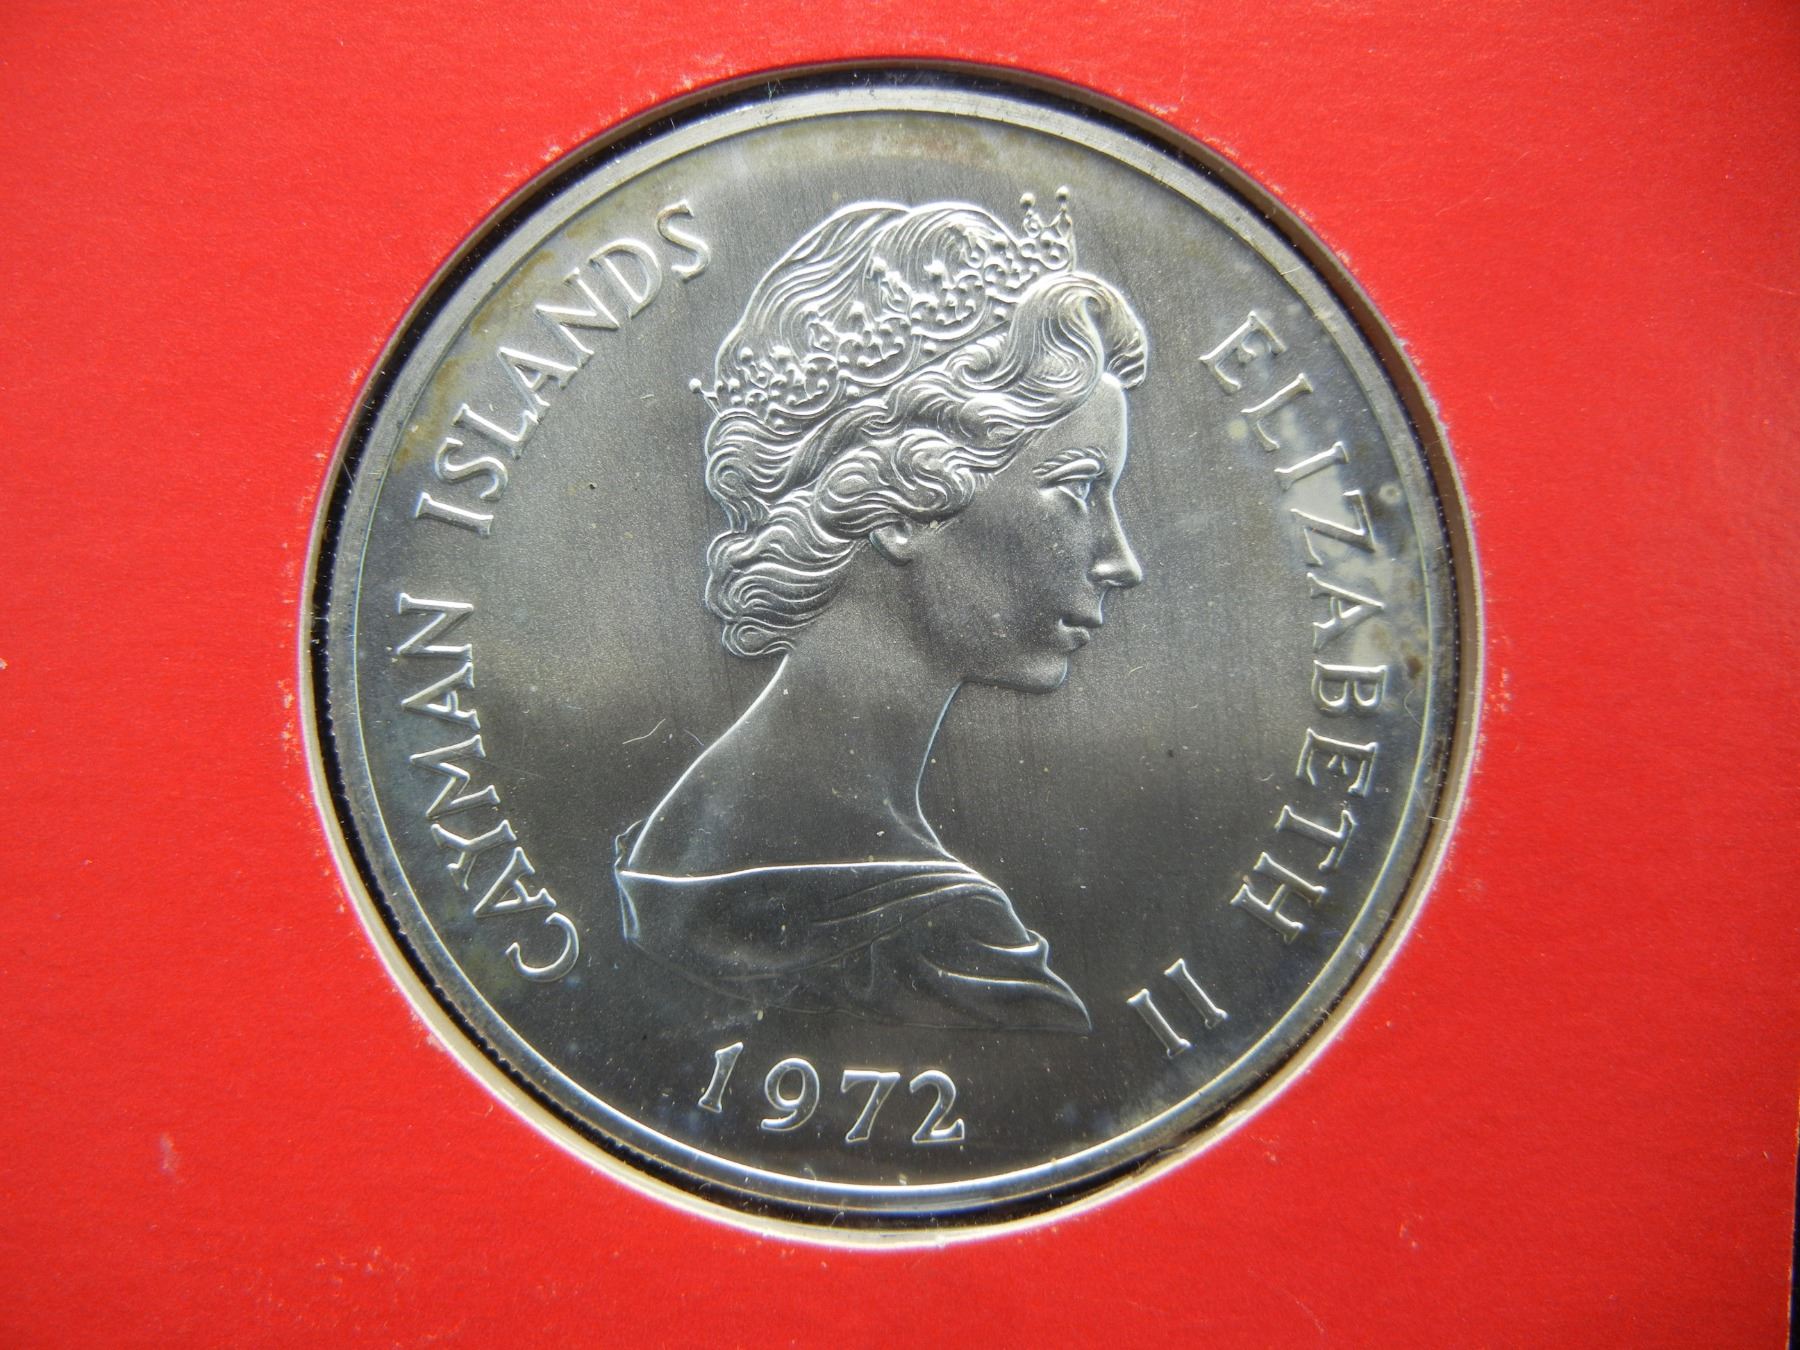 CAYMAN ISLANDS
ELIZABETH II
1972